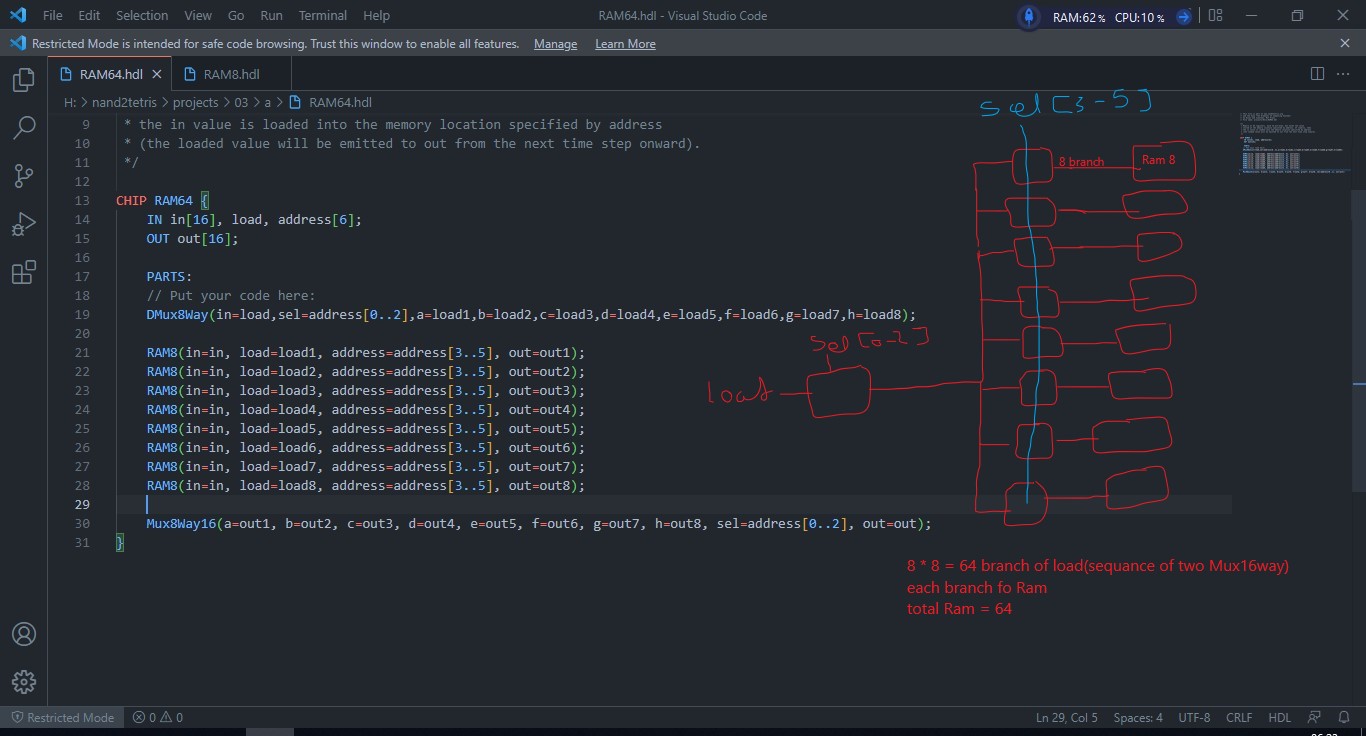 File Edit Selection View Go Run Terminal Help RAM64.hdl - Visual Studio Code RAM:62% CPU:10%
Restricted Mode is intended for safe code browsing. Trust this window to enable all features. Manage Learn More
RAM64.hdl RAM8.hdl
H: > nand2tetris > projects > 03 > a > RAM64.hdl
sel [3-5]
9 * the in value is loaded into the memory location specified by address
10 * (the loaded value will be emitted to out from the next time step onward).
11 */
12
13 CHIP RAM64 {
14 IN in[16], load, address[6];
15 OUT out[16];
16
17 PARTS:
18 // Put your code here:
19 DMux8Way(in=load,sel=address[0..2],a=load1,b=load2,c=load3,d=load4,e=load5,f=load6,g=load7,h=load8);
20
21 RAM8(in=in, load=load1, address=address[3..5], out=out1);
22 RAM8(in=in, load=load2, address=address[3..5], out=out2);
23 RAM8(in=in, load=load3, address=address[3..5], out=out3);
24 RAM8(in=in, load=load4, address=address[3..5], out=out4);
25 RAM8(in=in, load=load5, address=address[3..5], out=out5);
26 RAM8(in=in, load=load6, address=address[3..5], out=out6);
27 RAM8(in=in, load=load7, address=address[3..5], out=out7);
28 RAM8(in=in, load=load8, address=address[3..5], out=out8);
29
30 Mux8Way16(a=out1, b=out2, c=out3, d=out4, e=out5, f=out6, g=out7, h=out8, sel=address[0..2], out=out);
31 }
8 branch Ram 8
sel [0-2]
load
8 * 8 = 64 branch of load(sequance of two Mux16way)
each branch fo Ram
total Ram = 64
Restricted Mode 0 0 Ln 29, Col 5 Spaces: 4 UTF-8 CRLF HDL